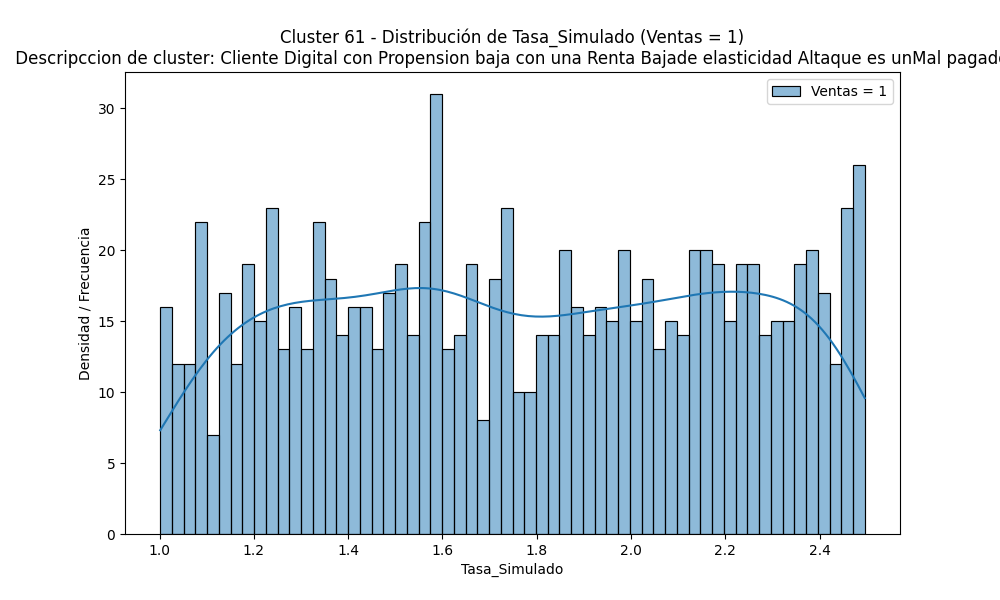 Cluster 61 - Distribución de Tasa_Simulado (Ventas = 1)
Descripccion de cluster: Cliente Digital con Propension baja con una Renta Bajade elasticidad Altaque es unMal pagad
Ventas = 1
Densidad / Frecuencia
30
25
20
15
10
5
0
1.0 1.2 1.4 1.6 1.8 2.0 2.2 2.4
Tasa_Simulado